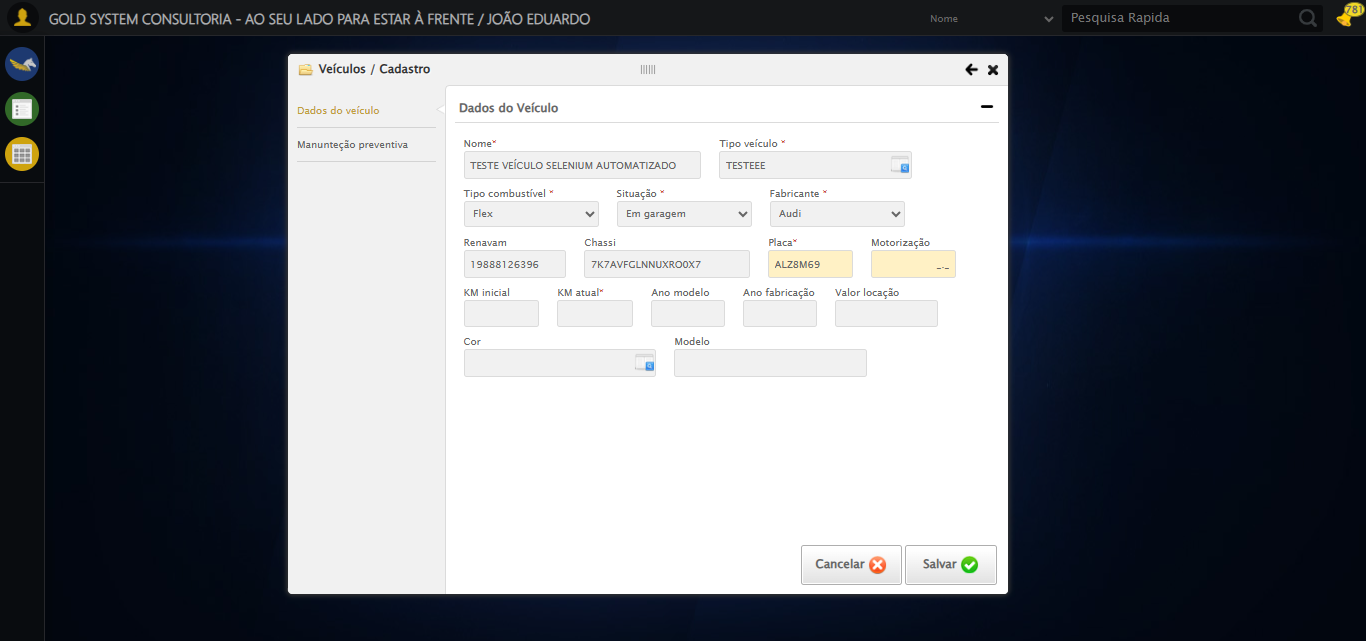 GOLD SYSTEM CONSULTORIA - AO SEU LADO PARA ESTAR À FRENTE / JOÃO EDUARDO
Nome
Pesquisa Rapida
781
Veículos / Cadastro
Dados do veículo
Manunteção preventiva
Dados do Veículo
Nome* Tipo veículo *
TESTE VEÍCULO SELENIUM AUTOMATIZADO TESTEEE
Tipo combustível * Situação * Fabricante *
Flex Em garagem Audi
Renavam Chassi Placa* Motorização
19888126396 7K7AVFGLNNUXRO0X7 ALZ8M69 _._
KM inicial KM atual* Ano modelo Ano fabricação Valor locação
Cor Modelo
Cancelar Salvar